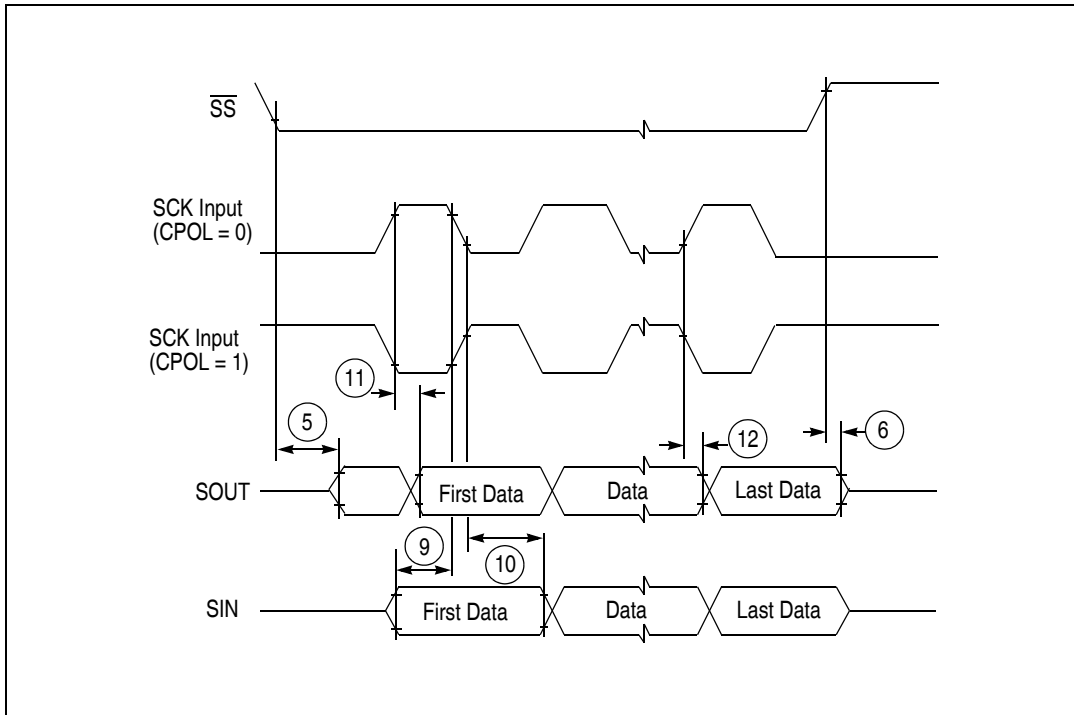 SS
SCK Input
(CPOL = 0)
SCK Input
(CPOL = 1)
11
5
12
6
SOUT
First Data
Data
Last Data
9
10
SIN
First Data
Data
Last Data